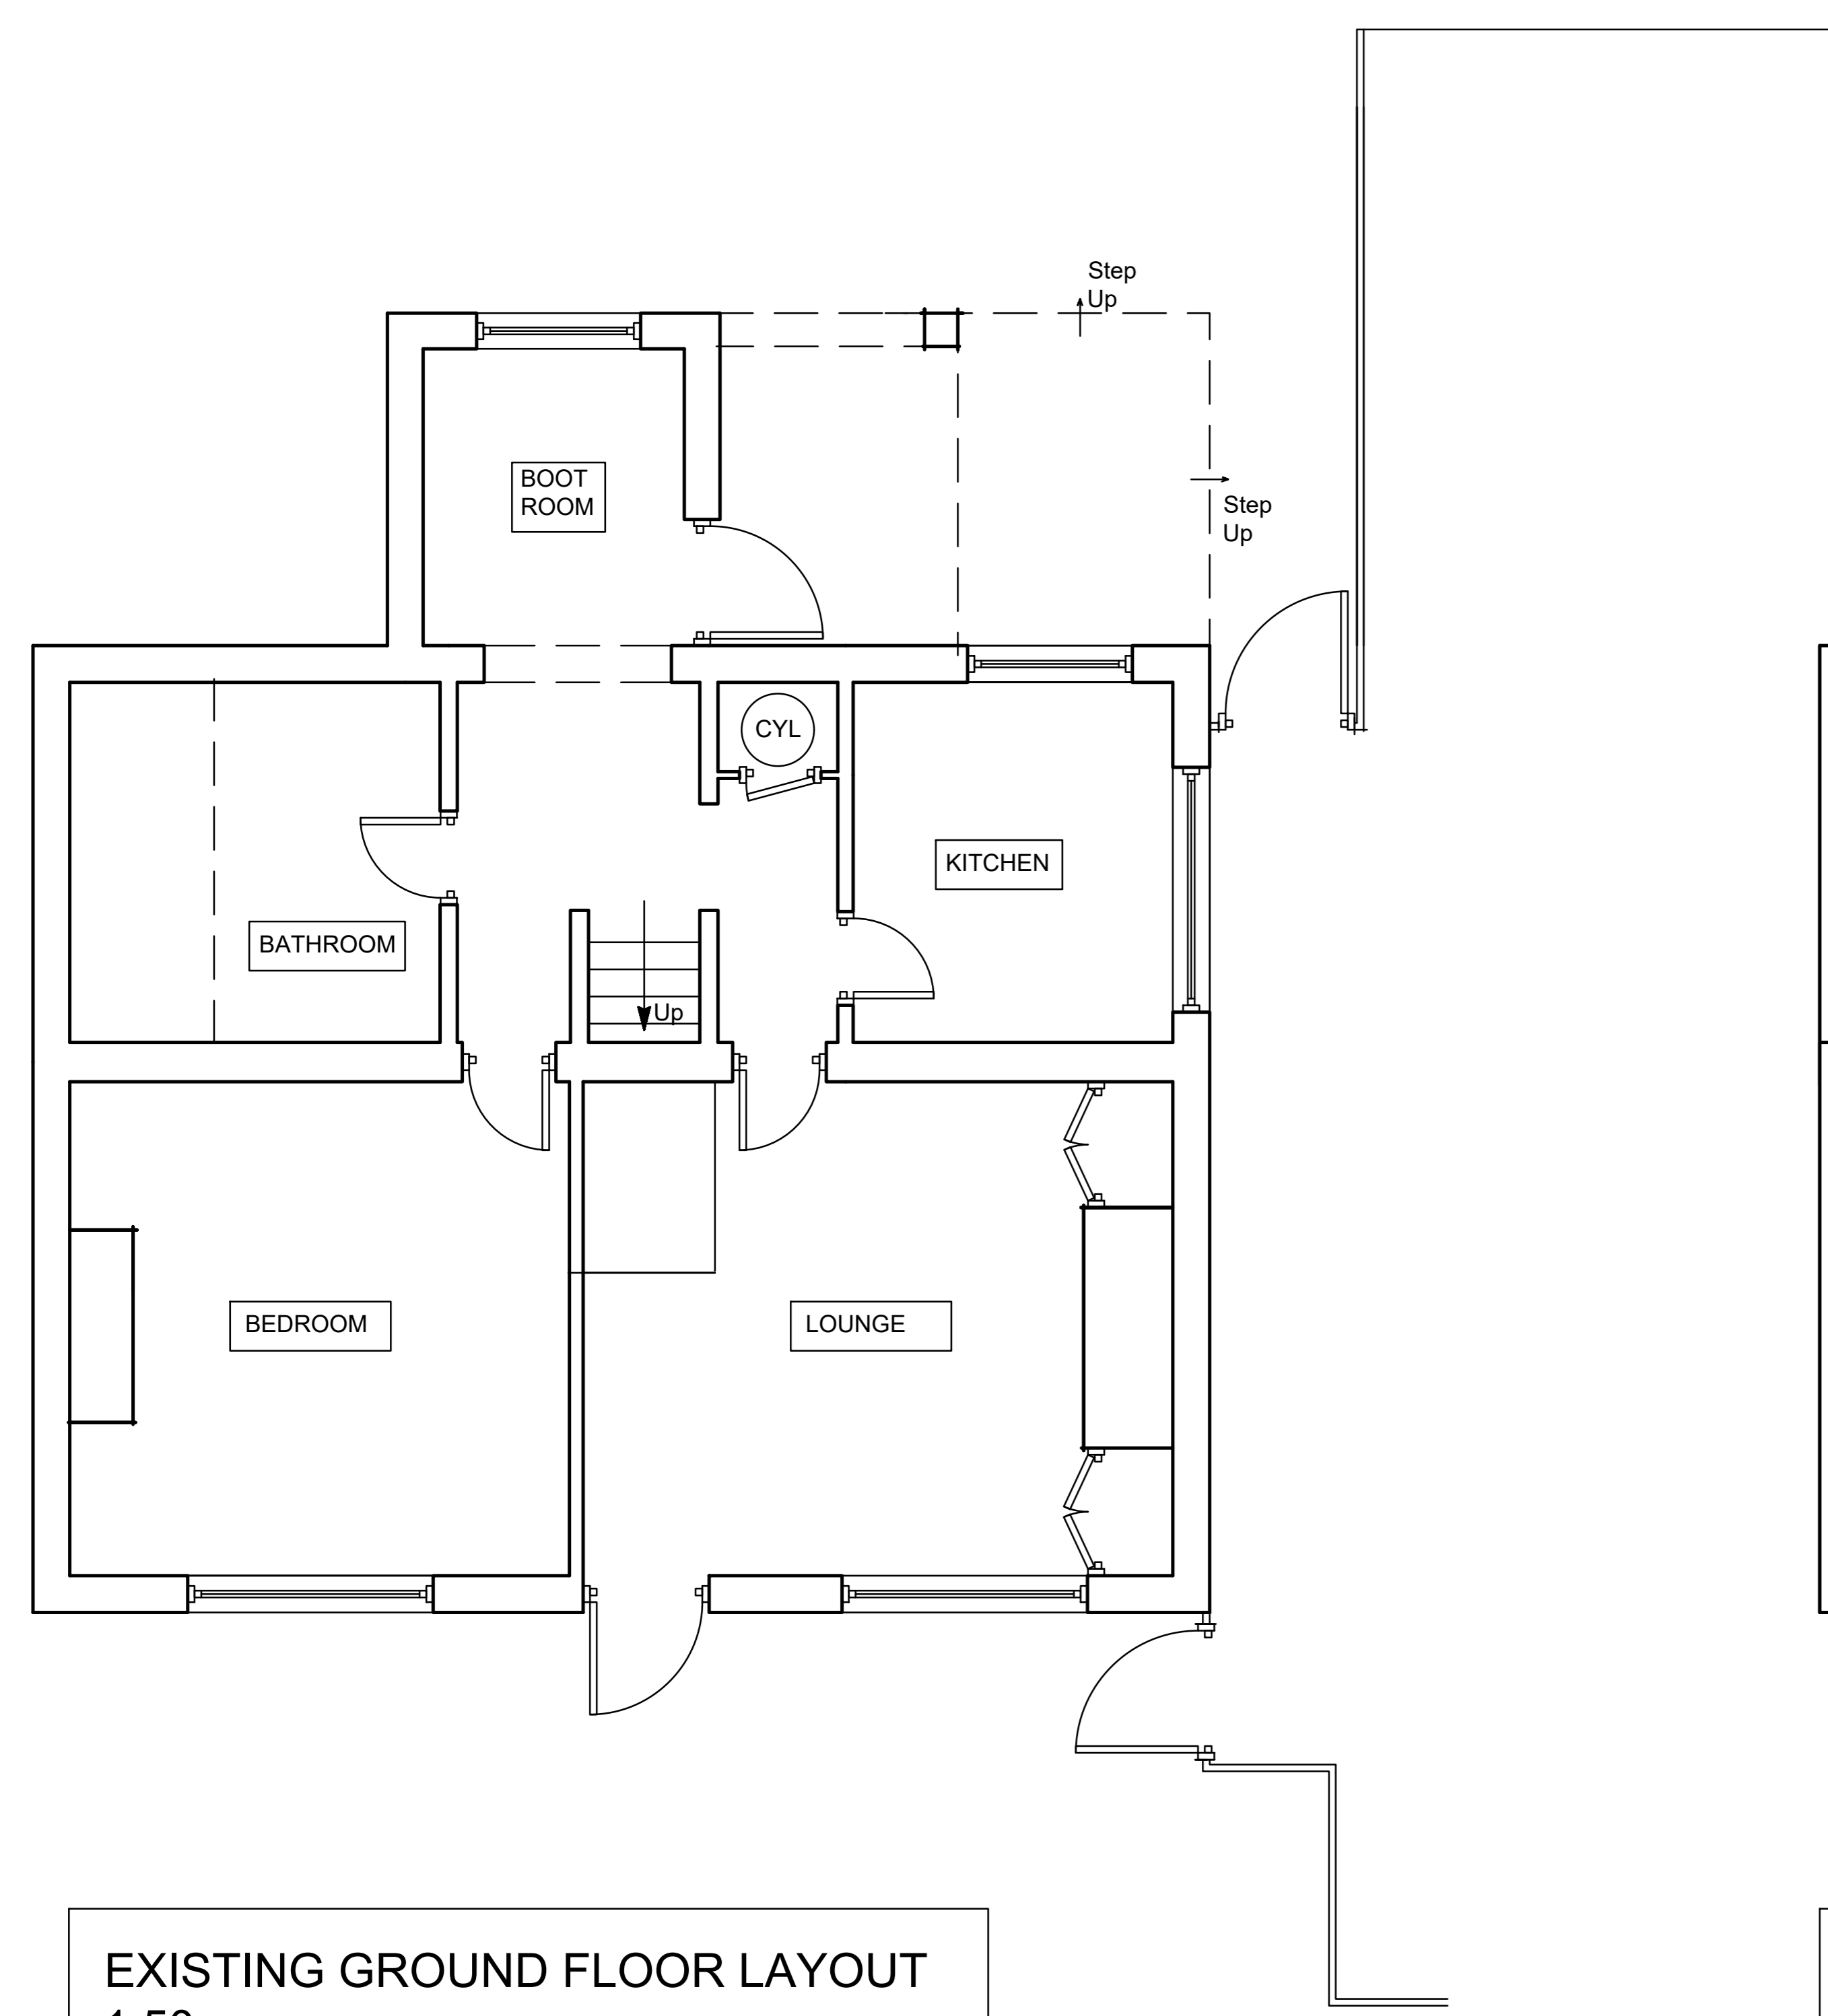 Step
Up
BOOT
ROOM
Step
Up
CYL
KITCHEN
BATHROOM
Up
BEDROOM
LOUNGE
EXISTING GROUND FLOOR LAYOUT